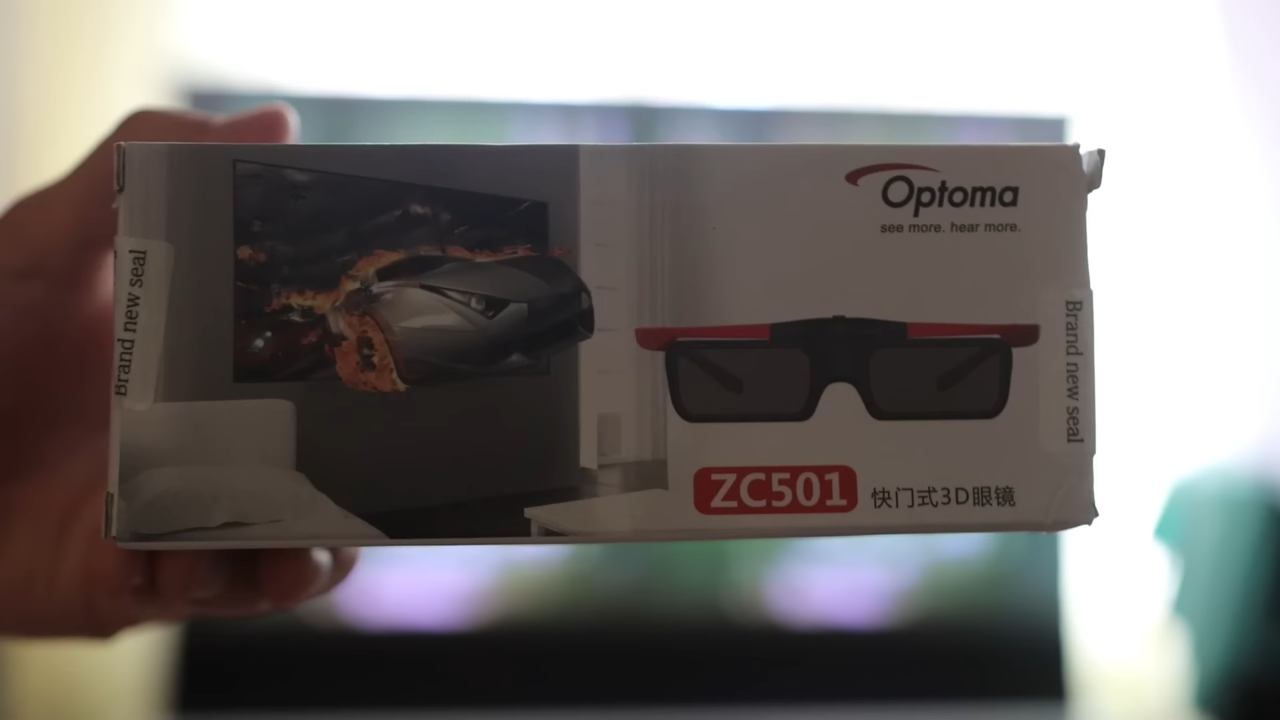 Brand new seal
Optoma
see more. hear more.
Brand new seal
ZC501 快门式3D眼镜